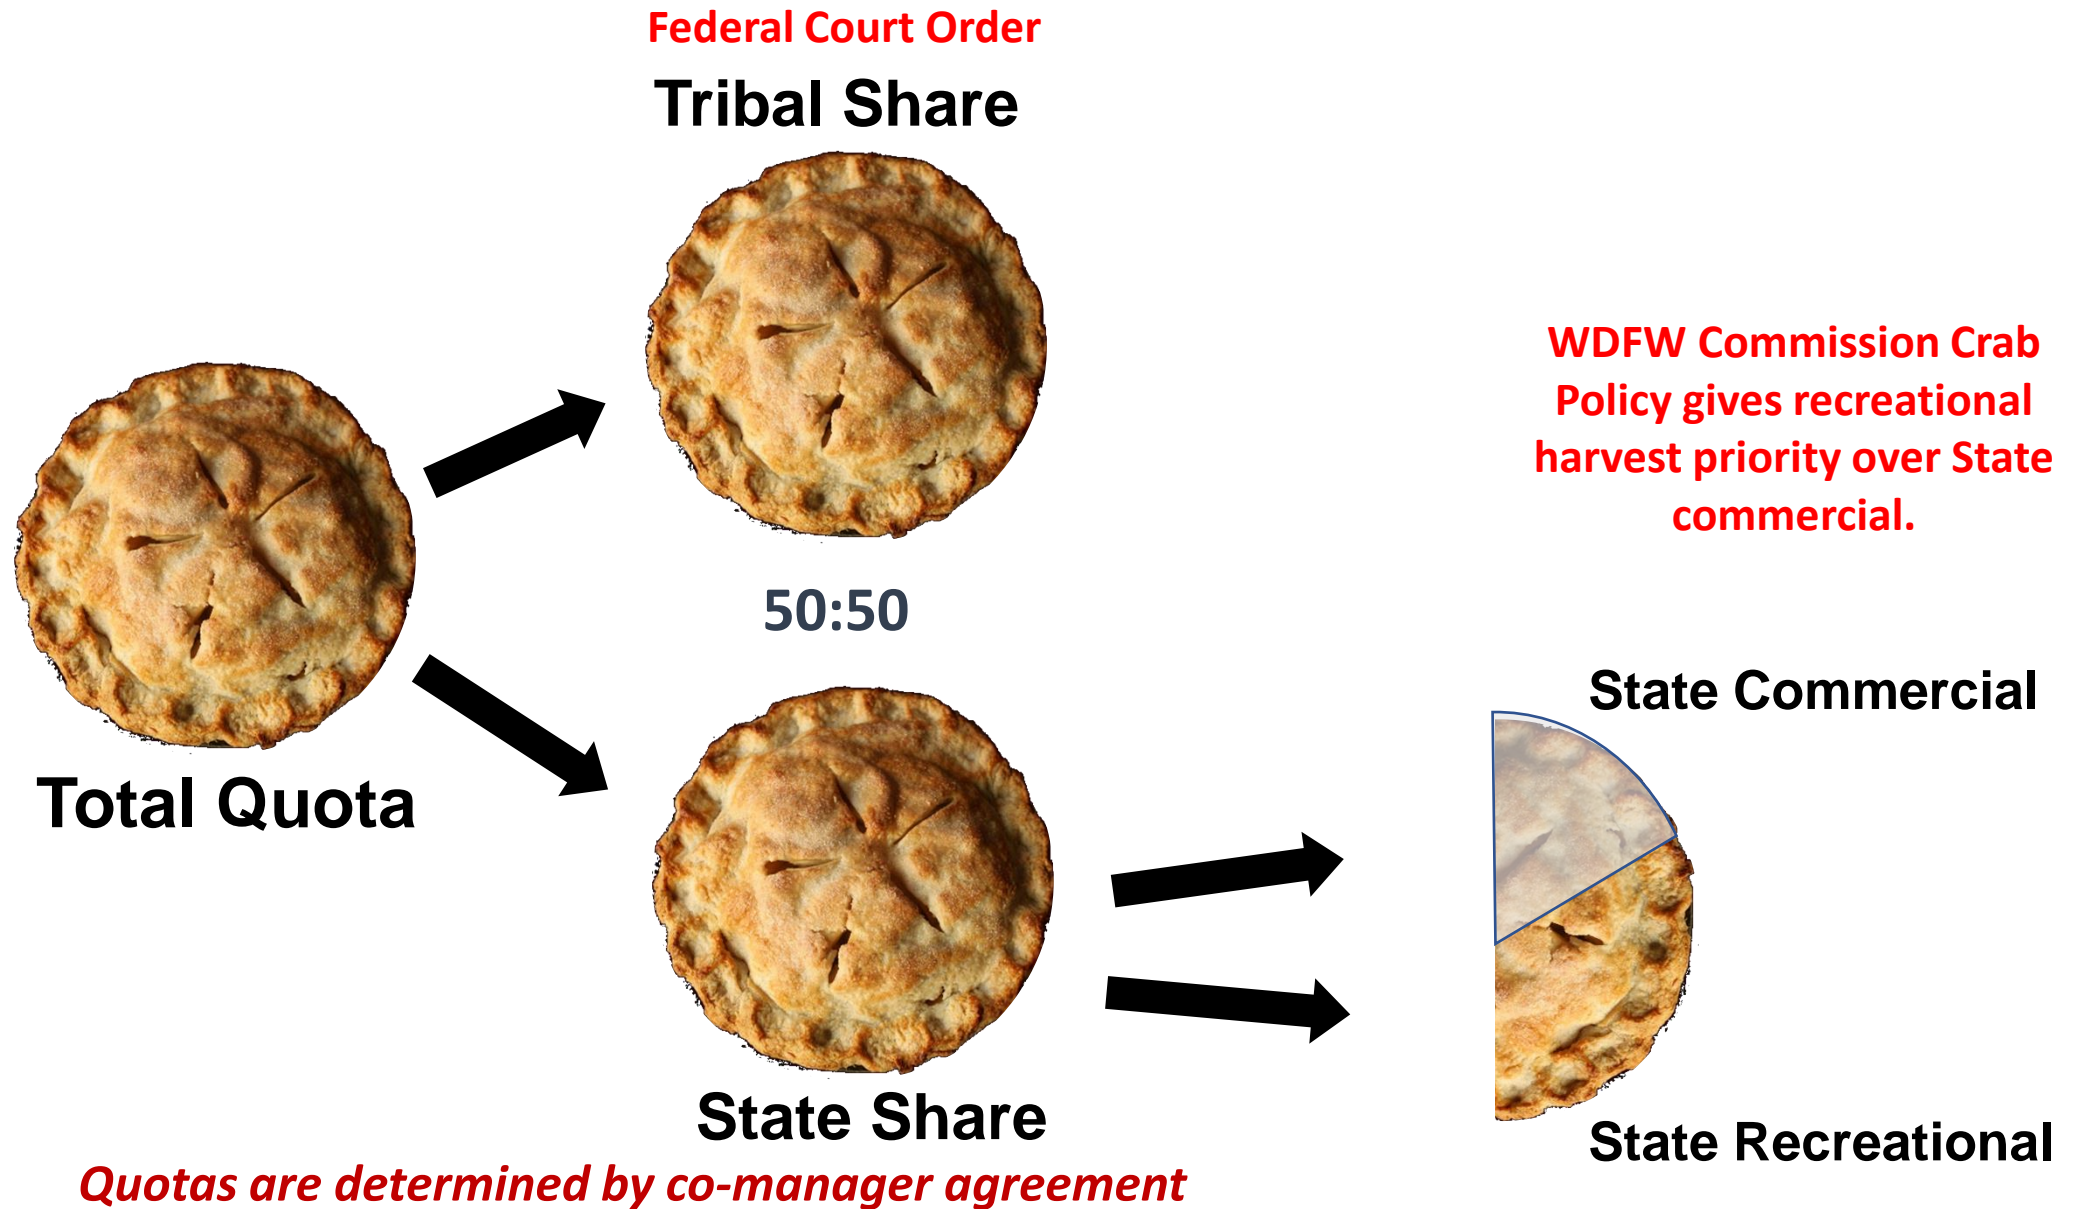 Federal Court Order
Tribal Share
WDFW Commission Crab
Policy gives recreational
harvest priority over State
commercial.
50:50
State Commercial
Total Quota
State Share
State Recreational
Quotas are determined by co-manager agreement